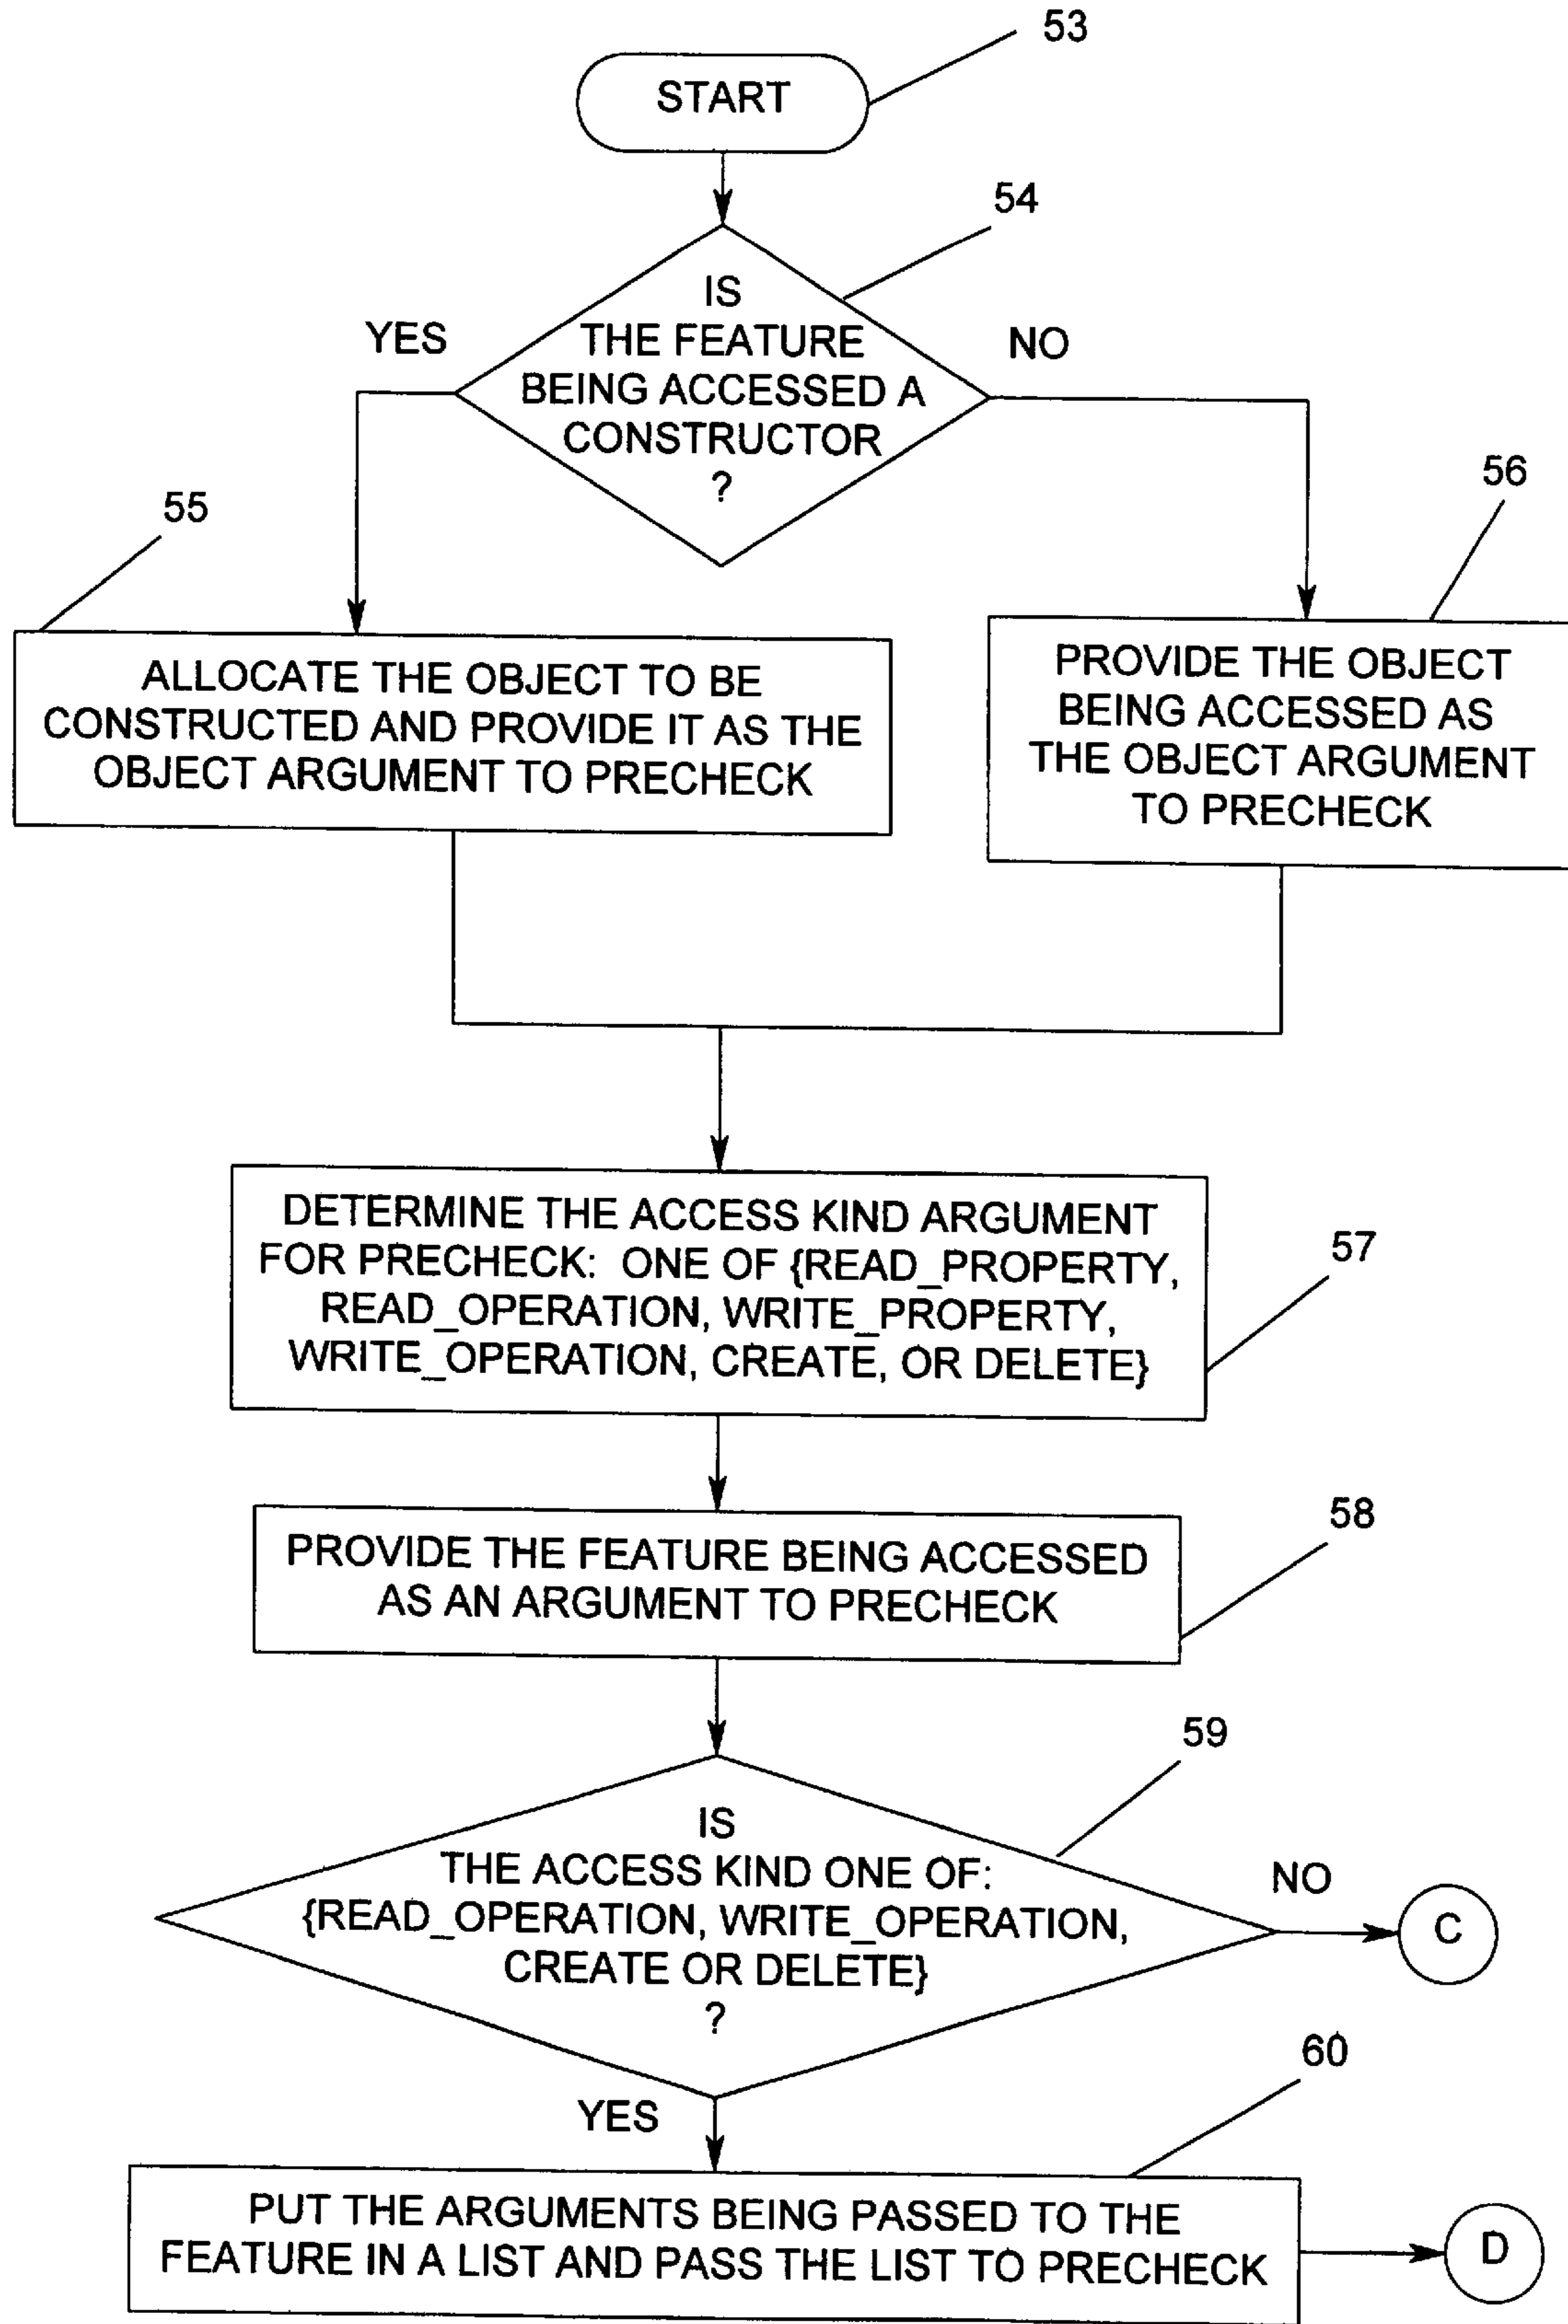 53
START
54
IS
THE FEATURE
BEING ACCESSED A
CONSTRUCTOR
?
YES
NO
55
56
ALLOCATE THE OBJECT TO BE
CONSTRUCTED AND PROVIDE IT AS THE
OBJECT ARGUMENT TO PRECHECK
PROVIDE THE OBJECT
BEING ACCESSED AS
THE OBJECT ARGUMENT
TO PRECHECK
DETERMINE THE ACCESS KIND ARGUMENT
FOR PRECHECK: ONE OF {READ_PROPERTY,
READ_OPERATION, WRITE_PROPERTY,
WRITE_OPERATION, CREATE, OR DELETE}
57
PROVIDE THE FEATURE BEING ACCESSED
AS AN ARGUMENT TO PRECHECK
58
59
IS
THE ACCESS KIND ONE OF:
{READ_OPERATION, WRITE_OPERATION,
CREATE OR DELETE}
?
NO
C
YES
60
PUT THE ARGUMENTS BEING PASSED TO THE
FEATURE IN A LIST AND PASS THE LIST TO PRECHECK
D